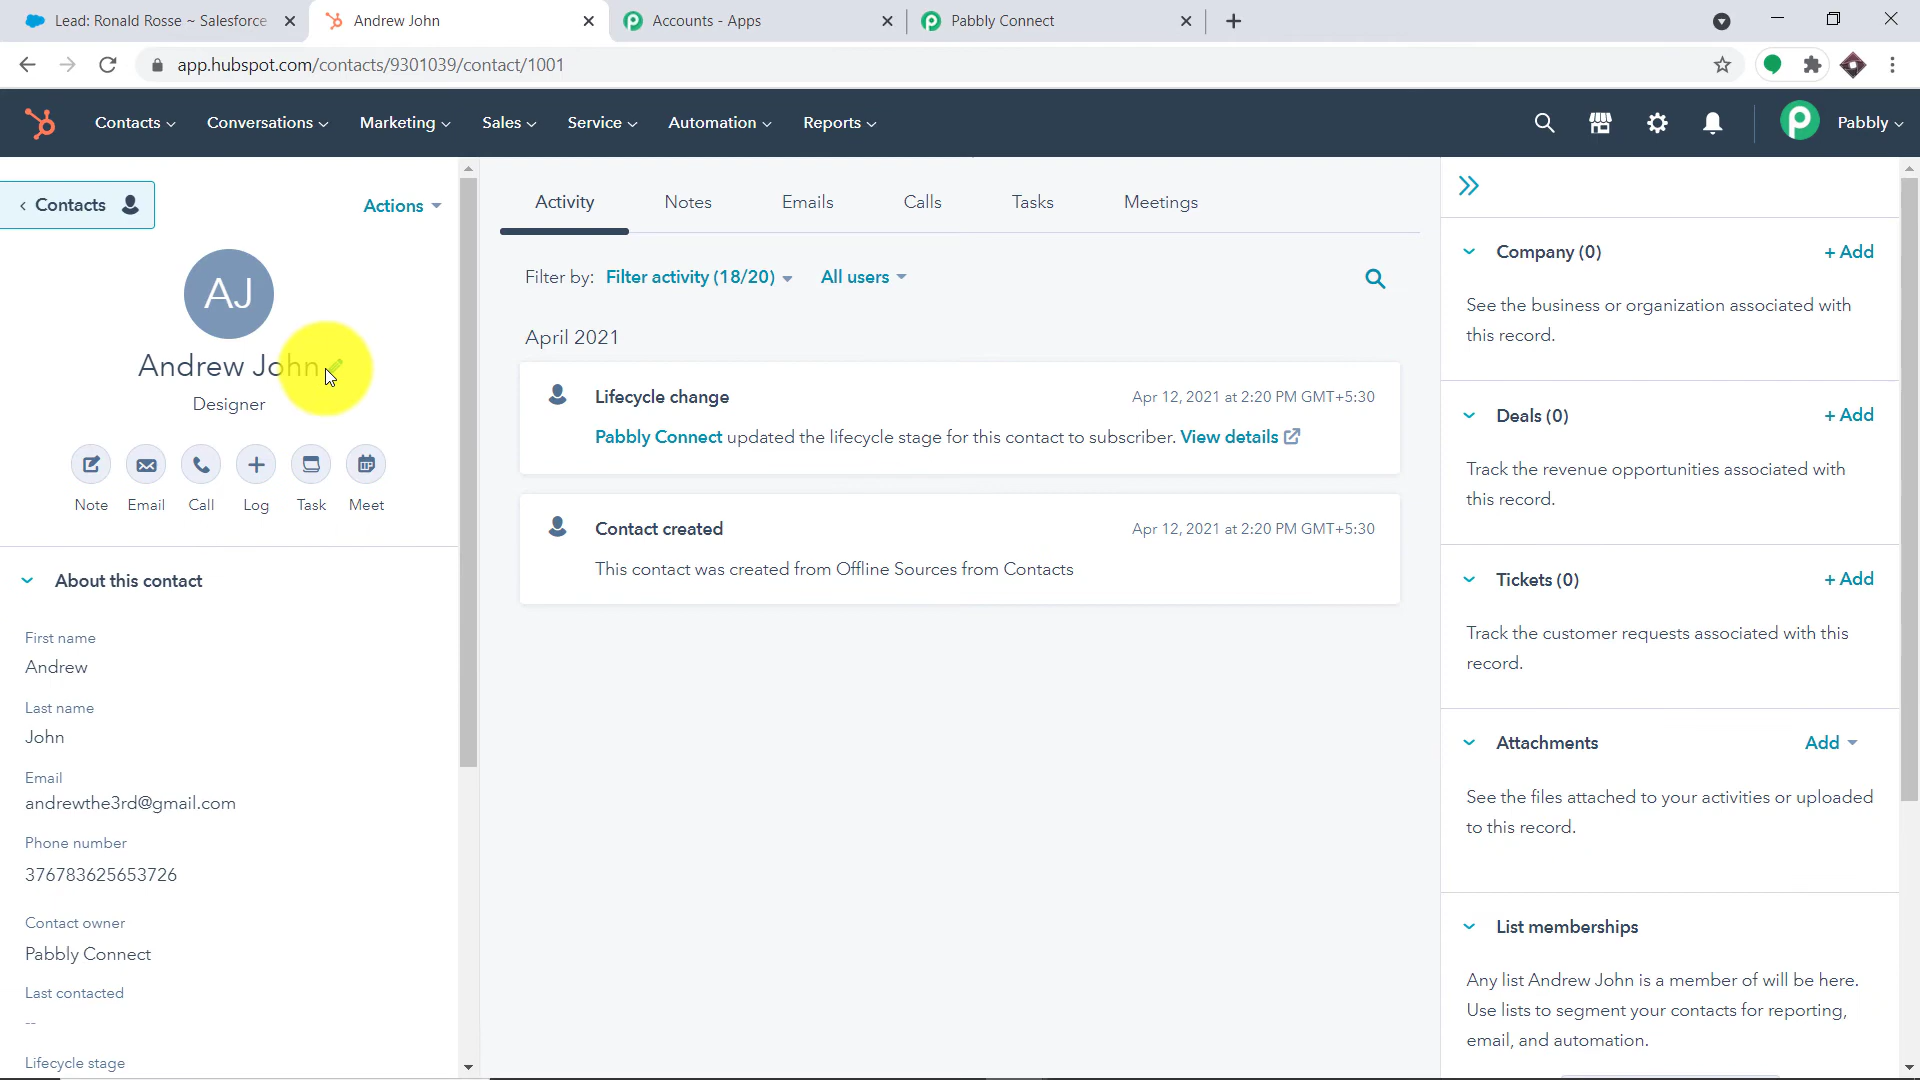 Lead: Ronald Rosse ~ Salesforce
Andrew John
Accounts - Apps
Pabbly Connect
app.hubspot.com/contacts/9301039/contact/1001
Contacts
Conversations
Marketing
Sales
Service
Automation
Reports
Pabbly
Contacts
Actions
AJ
Andrew John
Designer
Note
Email
Call
Log
Task
Meet
About this contact
First name
Andrew
Last name
John
Email
andrewthe3rd@gmail.com
Phone number
376783625653726
Contact owner
Pabbly Connect
Last contacted
--
Lifecycle stage
Activity
Notes
Emails
Calls
Tasks
Meetings
Filter by: Filter activity (18/20) All users
April 2021
Lifecycle change
Apr 12, 2021 at 2:20 PM GMT+5:30
Pabbly Connect updated the lifecycle stage for this contact to subscriber. View details
Contact created
Apr 12, 2021 at 2:20 PM GMT+5:30
This contact was created from Offline Sources from Contacts
Company (0)
+ Add
See the business or organization associated with
this record.
Deals (0)
+ Add
Track the revenue opportunities associated with
this record.
Tickets (0)
+ Add
Track the customer requests associated with this
record.
Attachments
Add
See the files attached to your activities or uploaded
to this record.
List memberships
Any list Andrew John is a member of will be here.
Use lists to segment your contacts for reporting,
email, and automation.